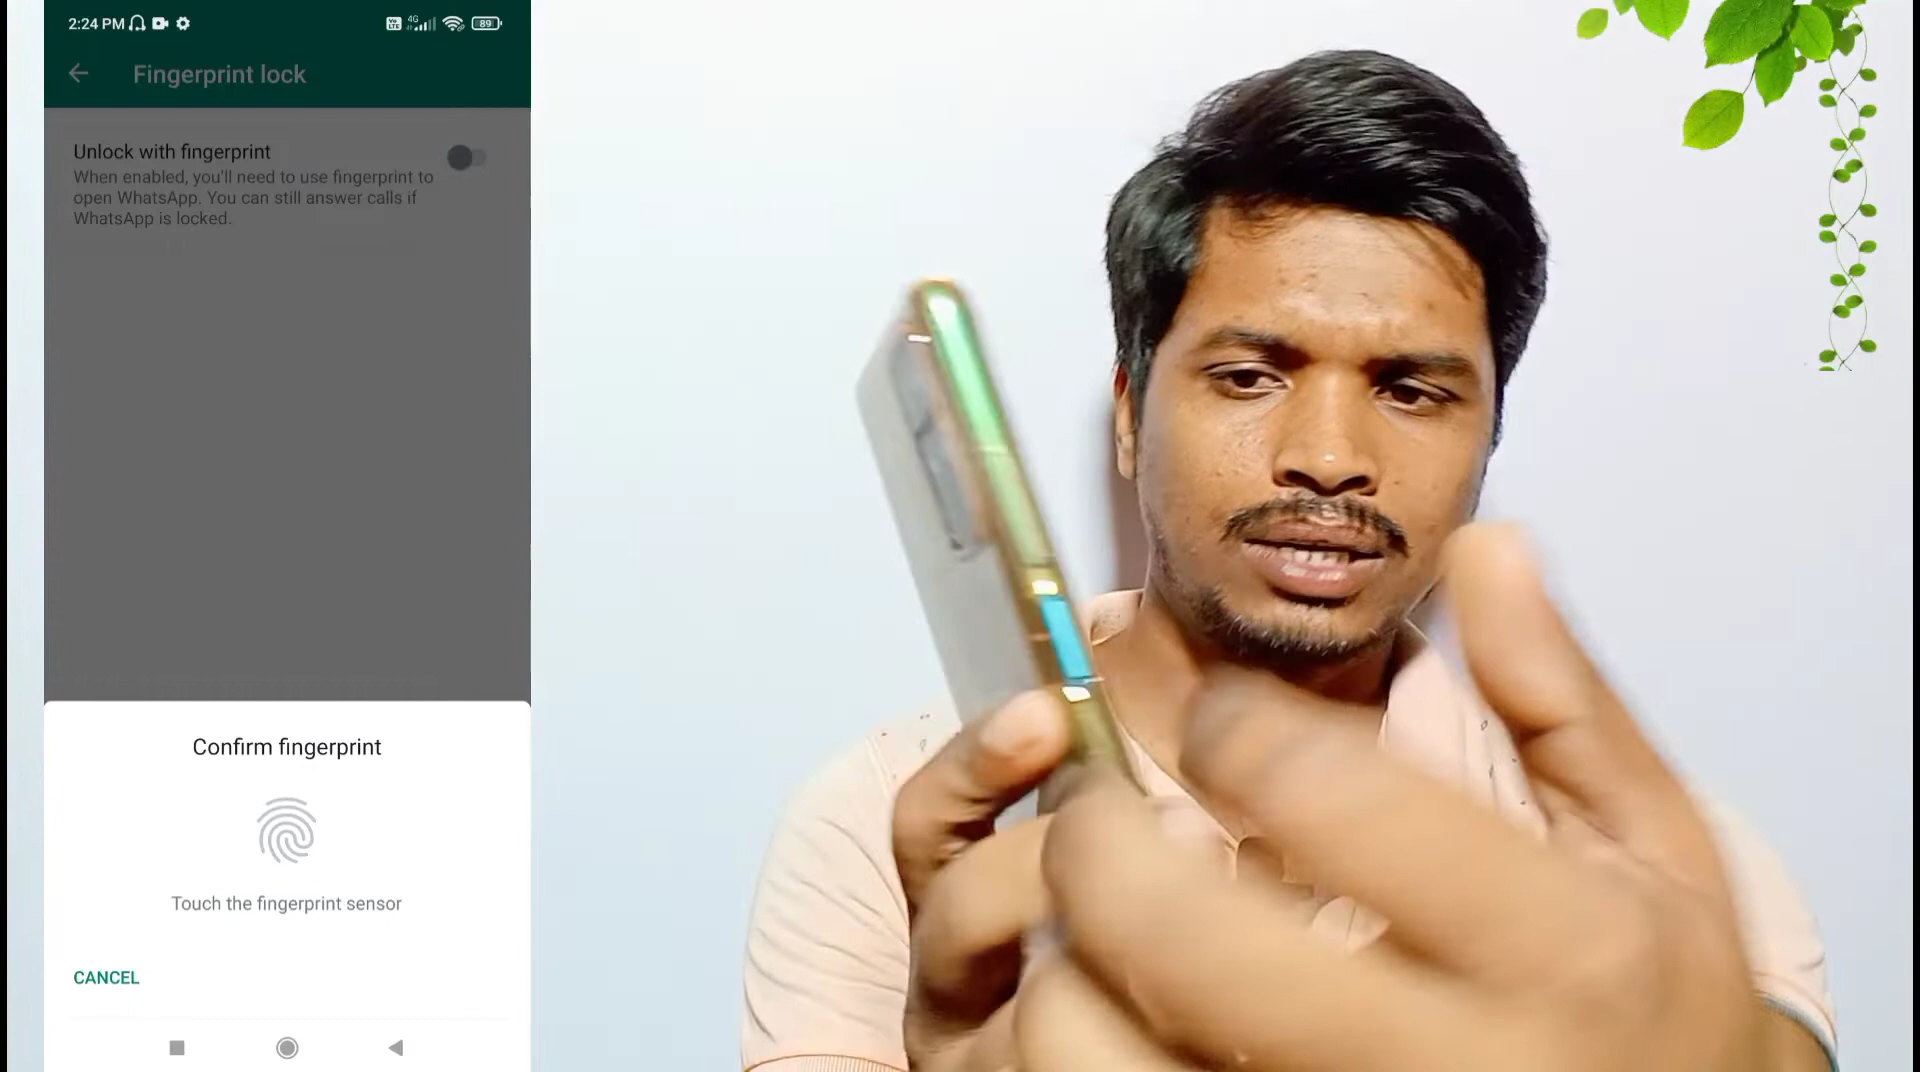 2:24 PM
4G
89
Fingerprint lock
Unlock with fingerprint
When enabled, you'll need to use fingerprint to
open WhatsApp. You can still answer calls if
WhatsApp is locked.
Confirm fingerprint
Touch the fingerprint sensor
CANCEL